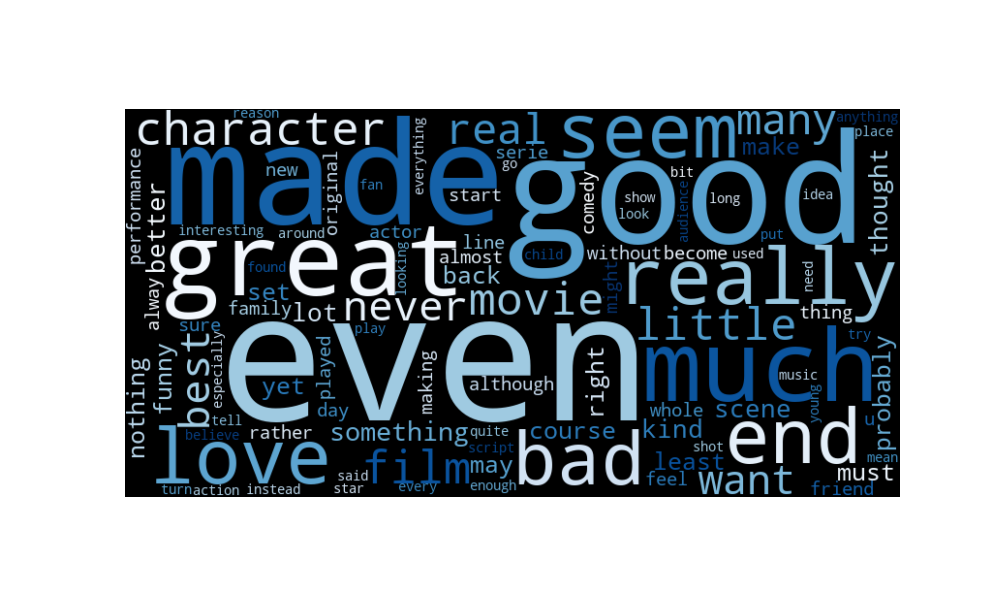 reason
character
made
everything
real
serie
seem
many
make
anything
place
performance
new
original
fan
start
go
good
comedy
bit
show
look
audience
long
idea
thought
alway
better
interesting
around
actor
great
looking
line
almost
back
child
without
become
used
put
found
set
family
lot
never
movie
really
might
need
thing
sure
play
even
little
much
try
nothing
funny
best
especially
yet
played
making
although
right
music
young
probably
day
tell
believe
rather
something
quite
course
whole
kind
scene
end
u
love
film
script
may
bad
shot
least
feel
want
must
mean
turn
action
instead
said
star
every
enough
friend